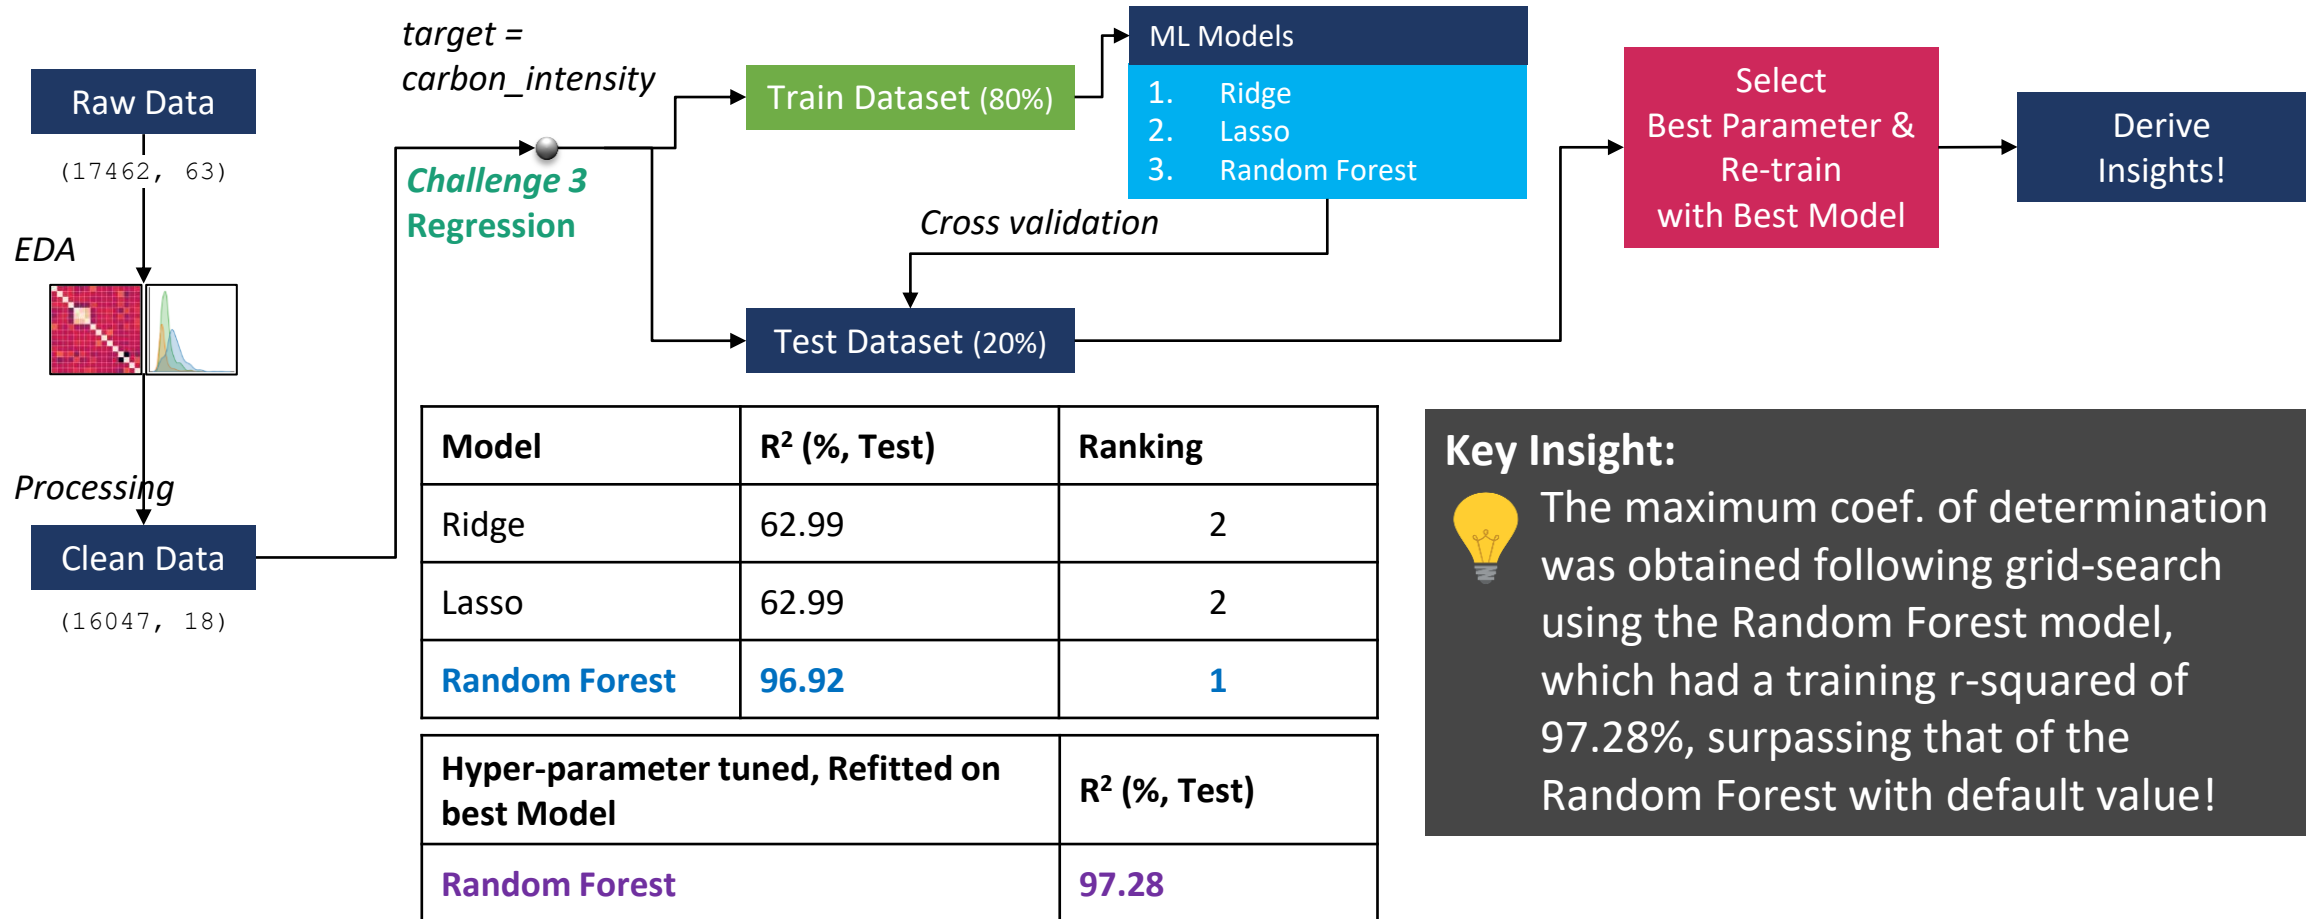 Raw Data
(17462, 63)
EDA
Processing
Clean Data
(16047, 18)
target =
carbon_intensity
Challenge 3
Regression
Train Dataset (80%)
ML Models
1. Ridge
2. Lasso
3. Random Forest
Cross validation
Test Dataset (20%)
Select
Best Parameter &
Re-train
with Best Model
Derive
Insights!
Model R² (%, Test) Ranking
Ridge 62.99 2
Lasso 62.99 2
Random Forest 96.92 1
Hyper-parameter tuned, Refitted on
best Model
R² (%, Test)
Random Forest 97.28
Key Insight:
The maximum coef. of determination
was obtained following grid-search
using the Random Forest model,
which had a training r-squared of
97.28%, surpassing that of the
Random Forest with default value!